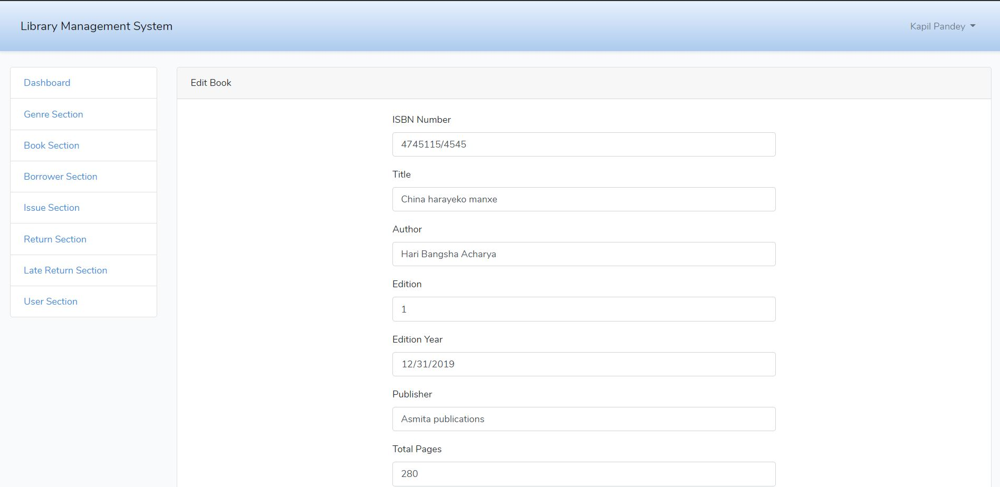 Library Management System
Kapil Pandey
Dashboard
Genre Section
Book Section
Borrower Section
Issue Section
Return Section
Late Return Section
User Section
Edit Book
ISBN Number
4745115/4545
Title
China harayeko manxe
Author
Hari Bangsha Acharya
Edition
1
Edition Year
12/31/2019
Publisher
Asmita publications
Total Pages
280